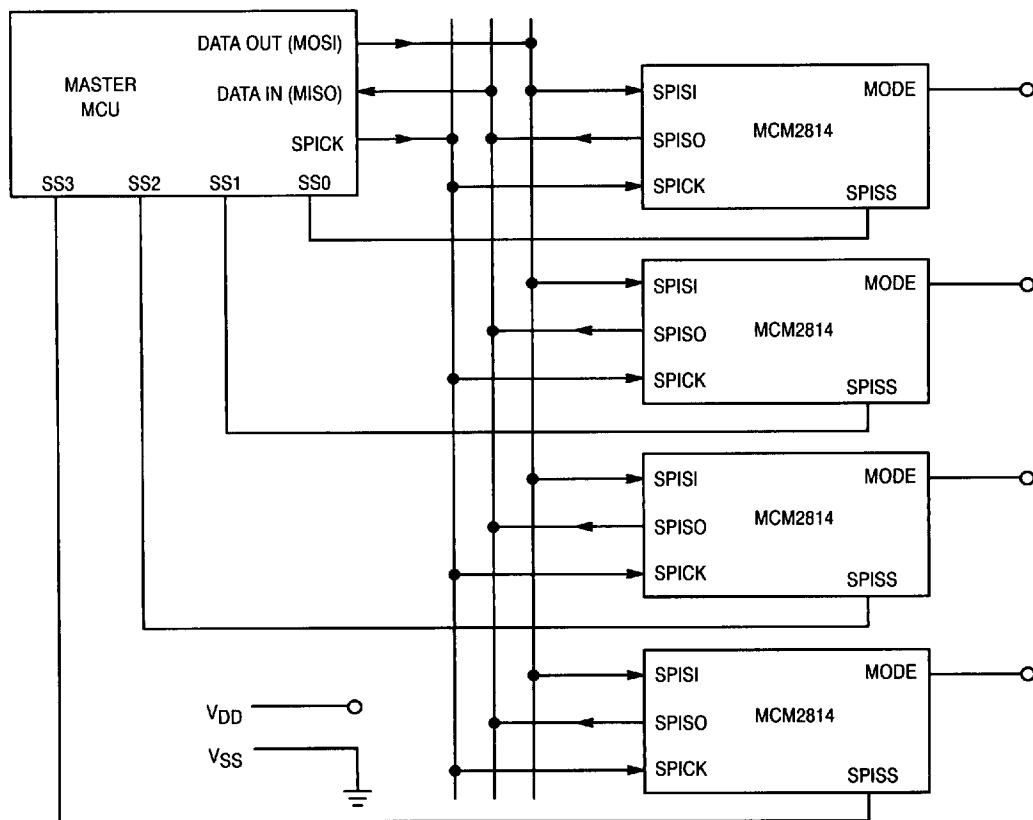 DATA OUT (MOSI)
MASTER
MCU
DATA IN (MISO)
SPICK
SS3 SS2 SS1 SS0
SPISI MODE
MCM2814
SPISO
SPICK
SPISS
SPISI MODE
SPISO MCM2814
SPICK
SPISS
SPISI MODE
MCM2814
SPISO
SPICK
SPISS
SPISI MODE
MCM2814
SPISO
SPICK
SPISS
VDD
VSS